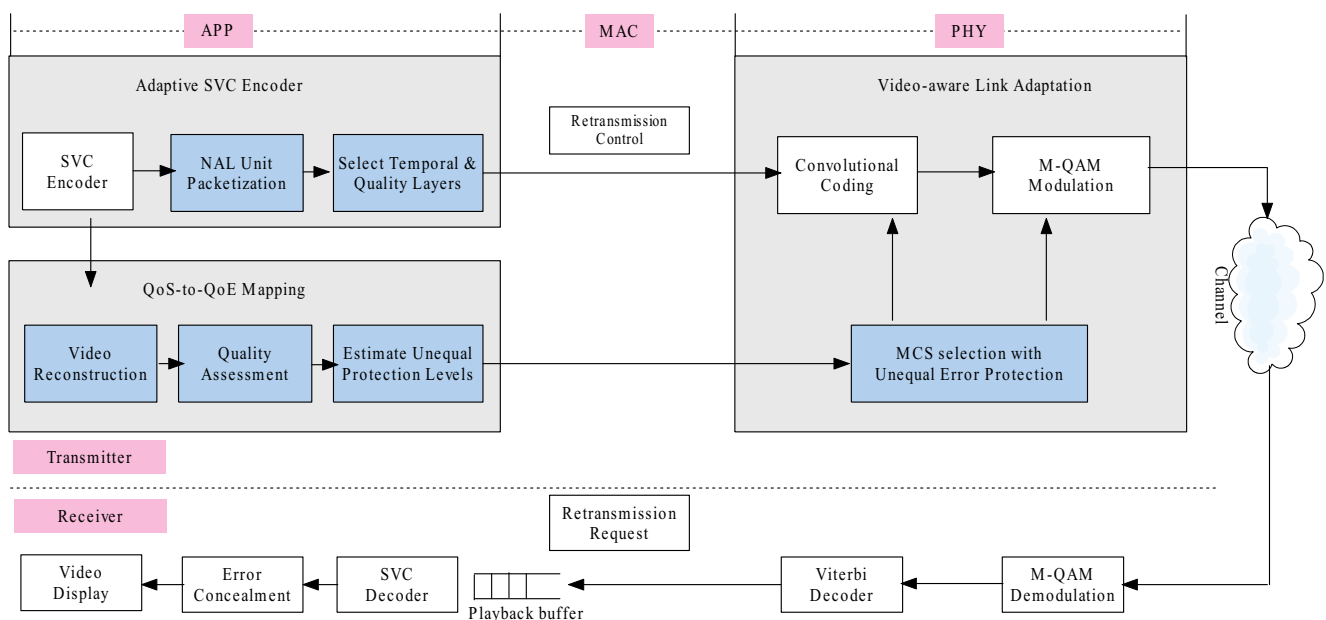 APP
MAC
PHY
Adaptive SVC Encoder
Video-aware Link Adaptation
Retransmission
Control
SVC
Encoder
NAL Unit
Packetization
Select Temporal &
Quality Layers
Convolutional
Coding
M-QAM
Modulation
Channel
QoS-to-QoE Mapping
Video
Reconstruction
Quality
Assessment
Estimate Unequal
Protection Levels
MCS selection with
Unequal Error Protection
Transmitter
Receiver
Retransmission
Request
Video
Display
Error
Concealment
SVC
Decoder
Playback buffer
Viterbi
Decoder
M-QAM
Demodulation